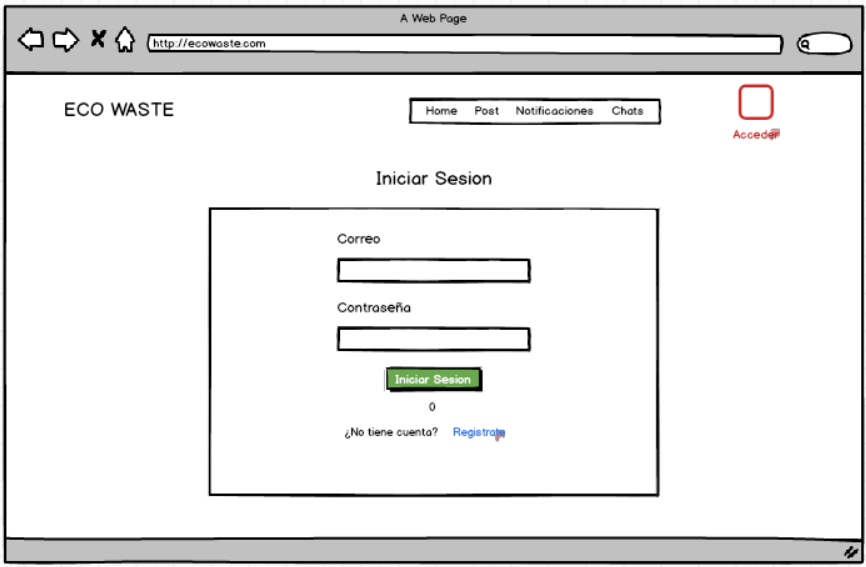 A Web Page
http://ecowaste.com
ECO WASTE
Home Post Notificaciones Chats
Acceder
Iniciar Sesion
Correo
Contraseña
Iniciar Sesion
0
¿No tiene cuenta? Registrate